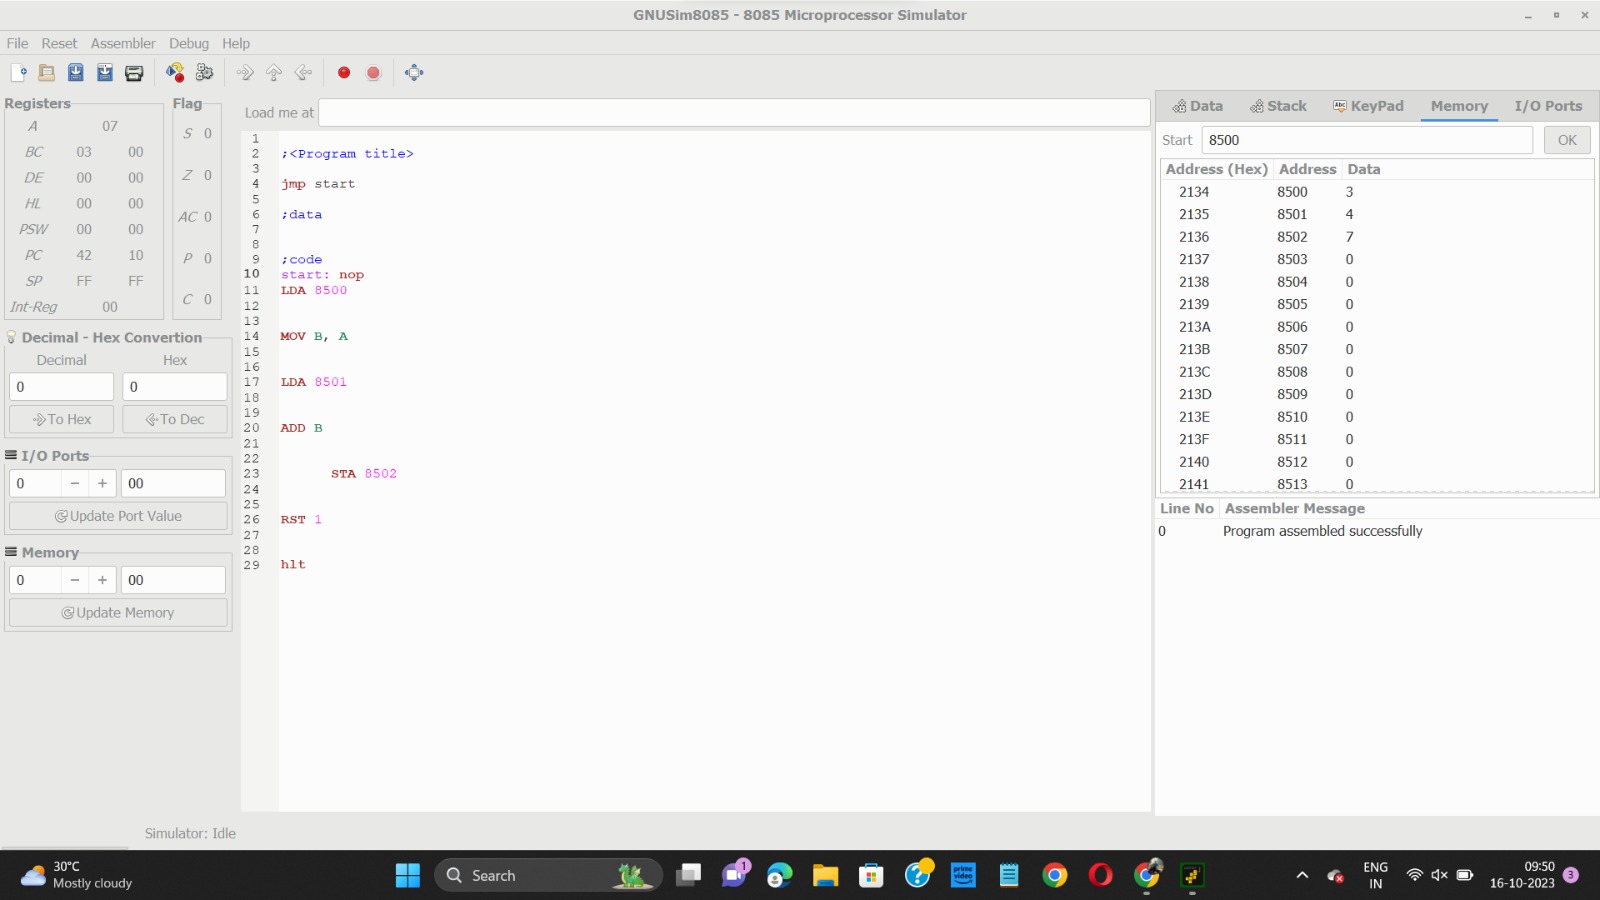 GNUSim8085 - 8085 Microprocessor Simulator
File Reset Assembler Debug Help
Registers
A 07
BC 03 00
DE 00 00
HL 00 00
PSW 00 00
PC 42 10
SP FF FF
Int-Reg 00
Flag
S 0
Z 0
AC 0
P 0
C 0
Decimal - Hex Convertion
Decimal Hex
0 0
To Hex To Dec
I/O Ports
0 - + 00
Update Port Value
Memory
0 - + 00
Update Memory
Load me at
1
2 ;<Program title>
3
4 jmp start
5
6 ;data
7
8
9 ;code
10 start: nop
11 LDA 8500
12
13
14 MOV B, A
15
16
17 LDA 8501
18
19
20 ADD B
21
22
23 STA 8502
24
25
26 RST 1
27
28
29 hlt
Data Stack Abc KeyPad Memory I/O Ports
Start 8500 OK
Address (Hex) Address Data
2134 8500 3
2135 8501 4
2136 8502 7
2137 8503 0
2138 8504 0
2139 8505 0
213A 8506 0
213B 8507 0
213C 8508 0
213D 8509 0
213E 8510 0
213F 8511 0
2140 8512 0
2141 8513 0
Line No Assembler Message
0 Program assembled successfully
Simulator: Idle
30°C
Mostly cloudy
Search
1
prime video
ENG
IN
09:50
16-10-2023
3